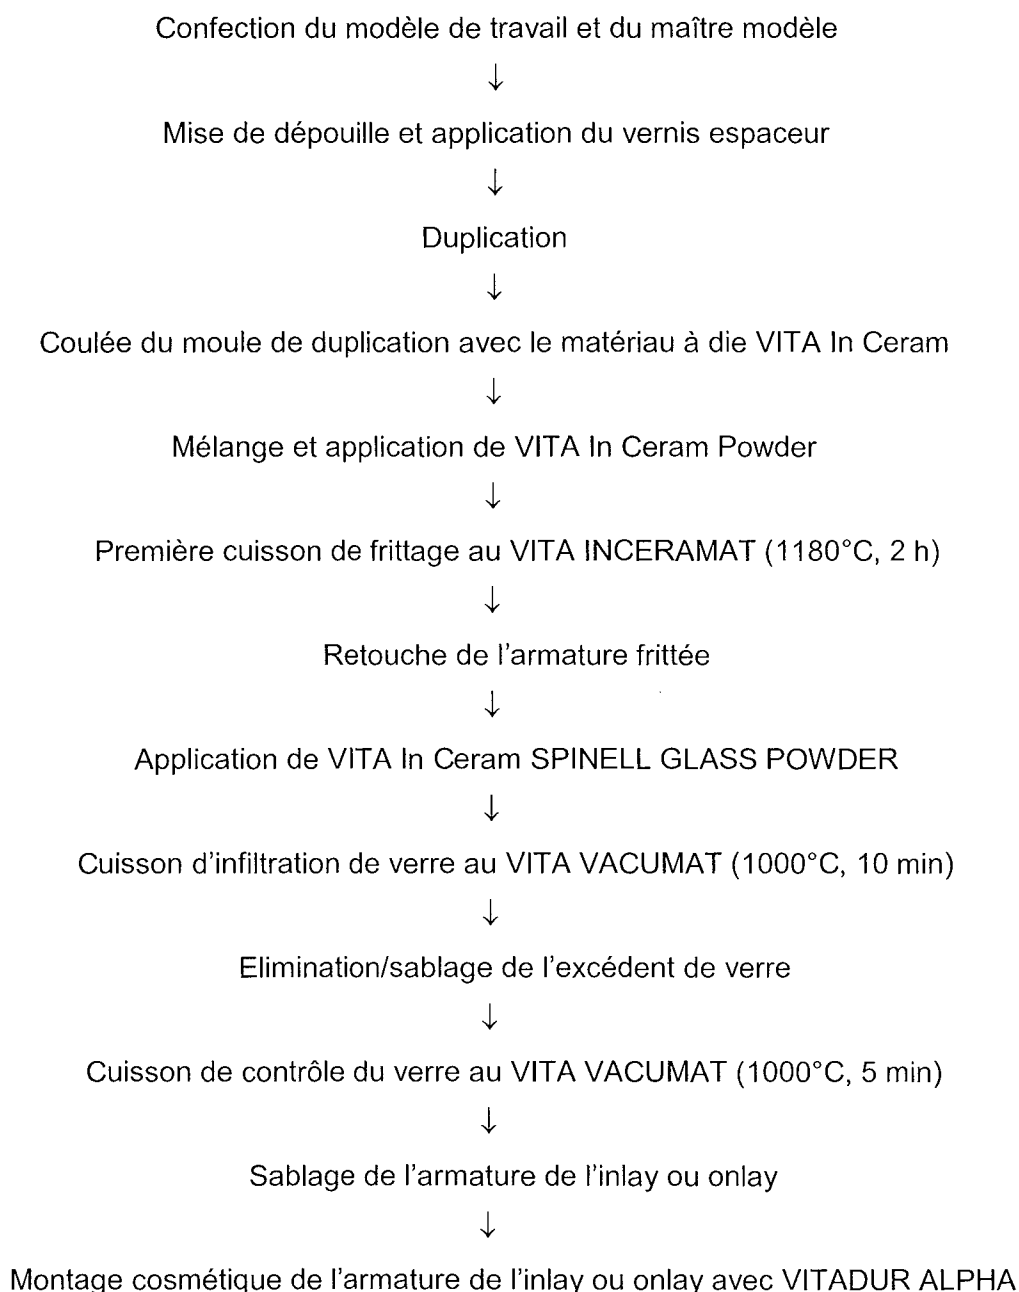 Confection du modèle de travail et du maître modèle
↓
Mise de dépouille et application du vernis espaceur
↓
Duplication
↓
Coulée du moule de duplication avec le matériau à die VITA In Ceram
↓
Mélange et application de VITA In Ceram Powder
↓
Première cuisson de frittage au VITA INCERAMAT (1180°C, 2 h)
↓
Retouche de l'armature frittée
↓
Application de VITA In Ceram SPINELL GLASS POWDER
↓
Cuisson d'infiltration de verre au VITA VACUMAT (1000°C, 10 min)
↓
Elimination/sablage de l'excédent de verre
↓
Cuisson de contrôle du verre au VITA VACUMAT (1000°C, 5 min)
↓
Sablage de l'armature de l'inlay ou onlay
↓
Montage cosmétique de l'armature de l'inlay ou onlay avec VITADUR ALPHA